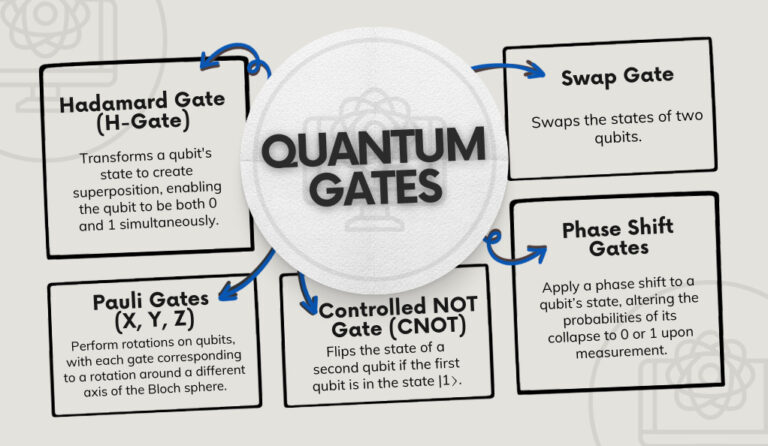 QUANTUM
GATES
Hadamard Gate
(H-Gate)
Transforms a qubit's
state to create
superposition, enabling
the qubit to be both 0
and 1 simultaneously.
Swap Gate
Swaps the states of two
qubits.
Pauli Gates
(X, Y, Z)
Perform rotations on qubits,
with each gate corresponding
to a rotation around a different
axis of the Bloch sphere.
Controlled NOT
Gate (CNOT)
Flips the state of a
second qubit if the first
qubit is in the state |1⟩.
Phase Shift
Gates
Apply a phase shift to a
qubit’s state, altering the
probabilities of its
collapse to 0 or 1 upon
measurement.